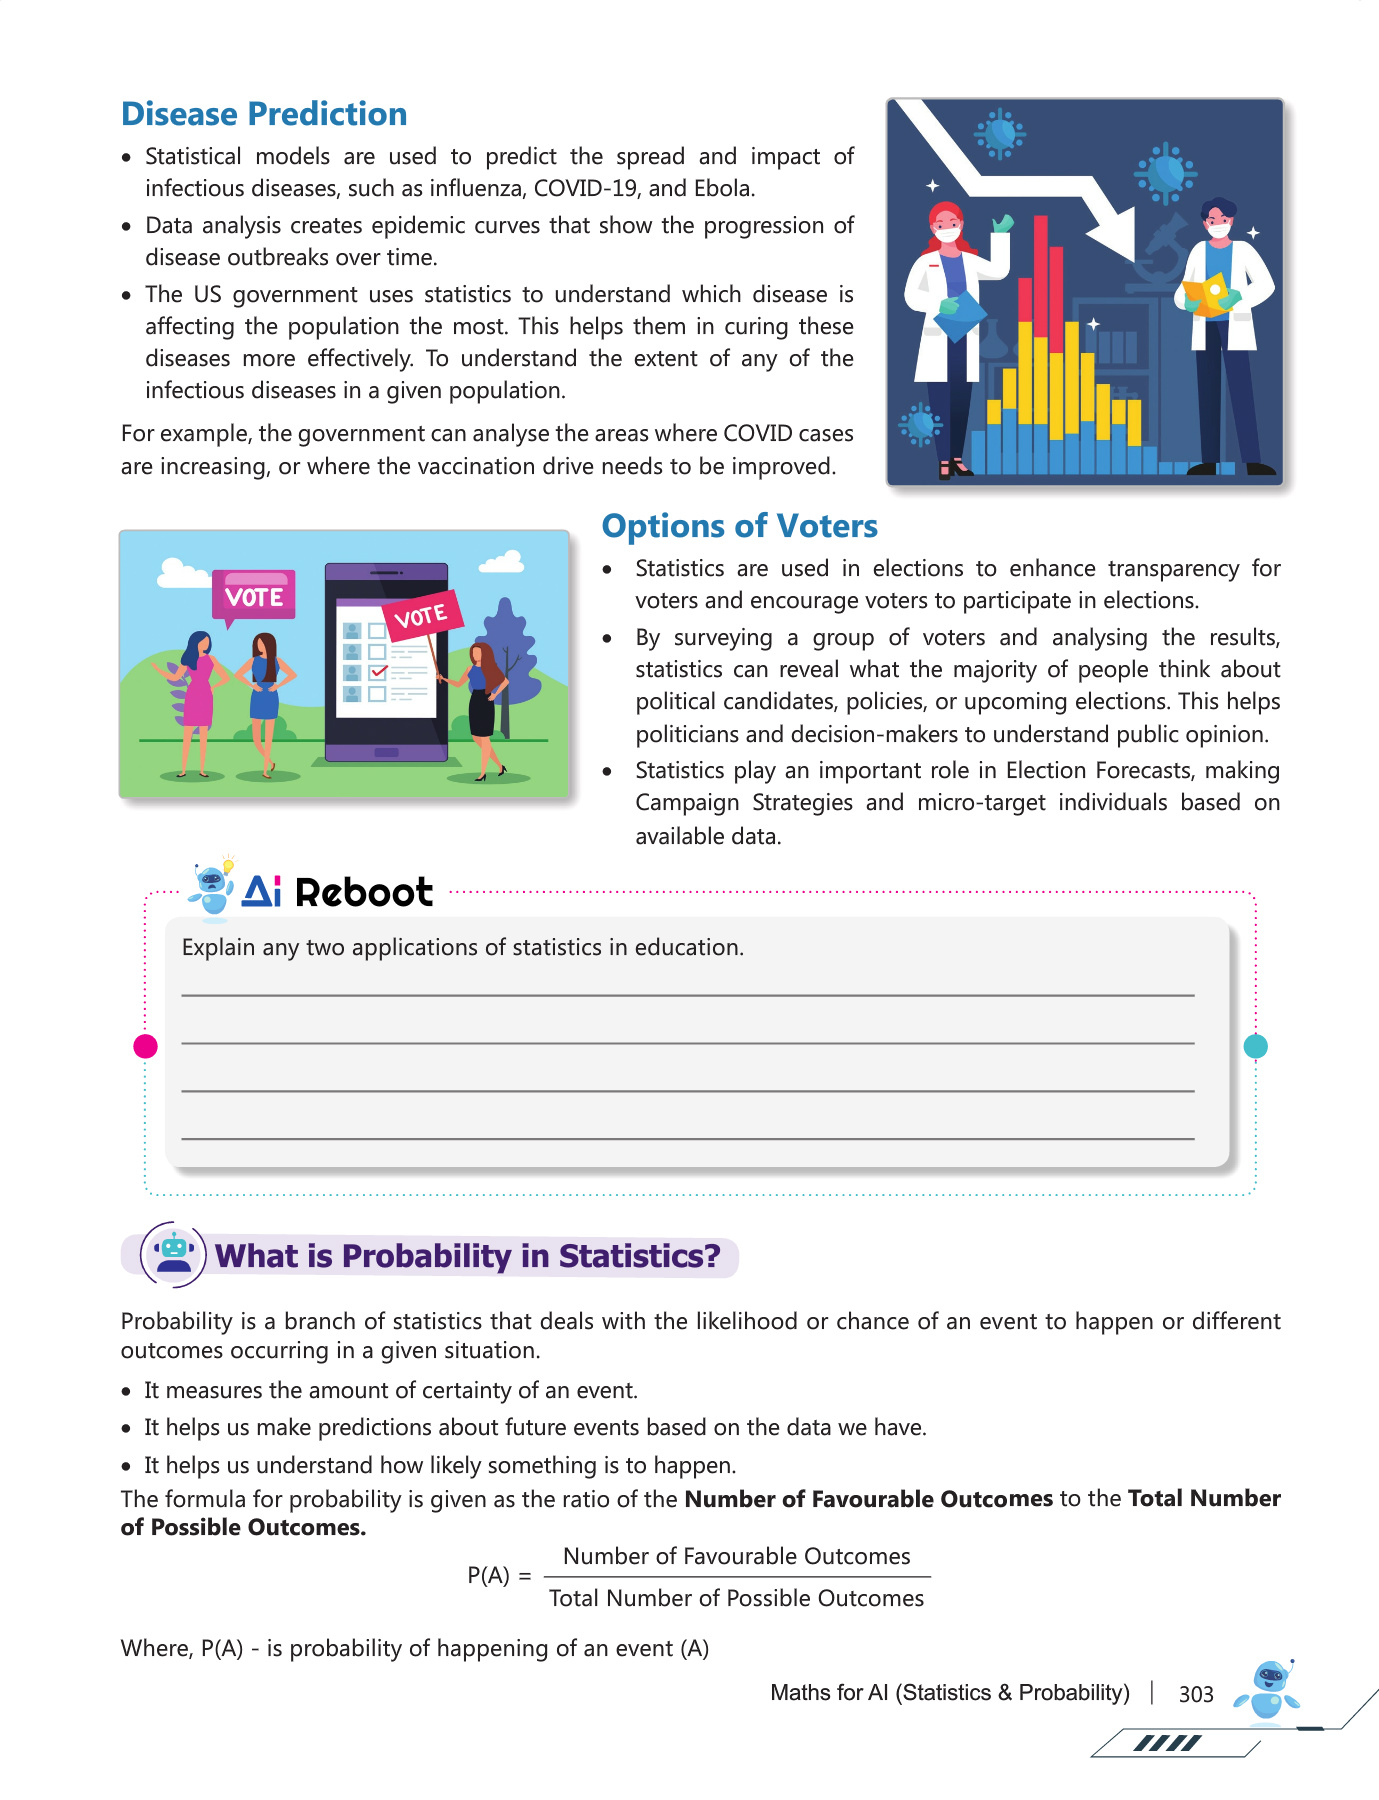 Disease Prediction
• Statistical models are used to predict the spread and impact of
infectious diseases, such as influenza, COVID-19, and Ebola.
• Data analysis creates epidemic curves that show the progression of
disease outbreaks over time.
• The US government uses statistics to understand which disease is
affecting the population the most. This helps them in curing these
diseases more effectively. To understand the extent of any of the
infectious diseases in a given population.
For example, the government can analyse the areas where COVID cases
are increasing, or where the vaccination drive needs to be improved.
VOTE
VOTE
Options of Voters
• Statistics are used in elections to enhance transparency for
voters and encourage voters to participate in elections.
• By surveying a group of voters and analysing the results,
statistics can reveal what the majority of people think about
political candidates, policies, or upcoming elections. This helps
politicians and decision-makers to understand public opinion.
• Statistics play an important role in Election Forecasts, making
Campaign Strategies and micro-target individuals based on
available data.
Ai Reboot
Explain any two applications of statistics in education.
What is Probability in Statistics?
Probability is a branch of statistics that deals with the likelihood or chance of an event to happen or different
outcomes occurring in a given situation.
• It measures the amount of certainty of an event.
• It helps us make predictions about future events based on the data we have.
• It helps us understand how likely something is to happen.
The formula for probability is given as the ratio of the Number of Favourable Outcomes to the Total Number
of Possible Outcomes.
Number of Favourable Outcomes
P(A) =
Total Number of Possible Outcomes
Where, P(A) - is probability of happening of an event (A)
Maths for AI (Statistics & Probability) | 303